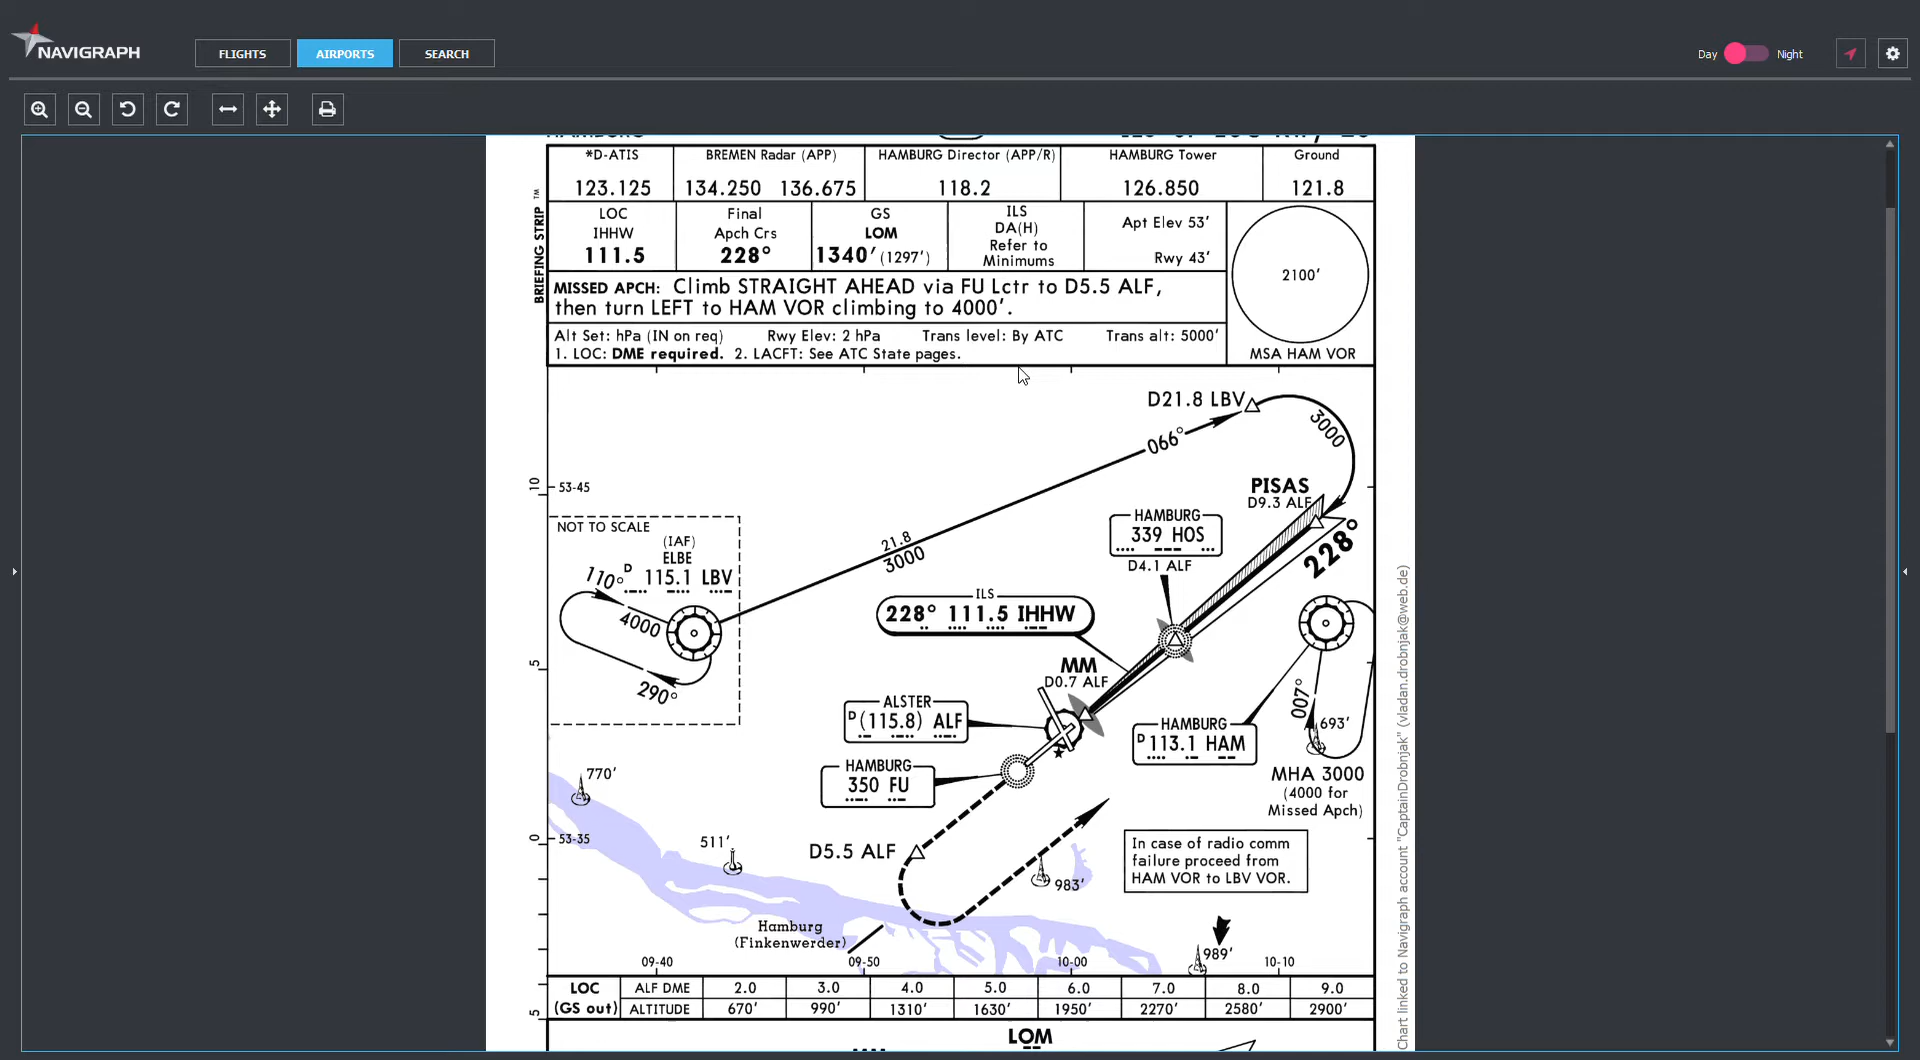 NAVIGRAPH
FLIGHTS
AIRPORTS
SEARCH
Day
Night
*D-ATIS
123.125
BREMEN Radar (APP)
134.250 136.675
HAMBURG Director (APP/R)
118.2
HAMBURG Tower
126.850
Ground
121.8
BRIEFING STRIP TM
LOC
IHHW
111.5
Final
Apch Crs
228°
GS
LOM
1340' (1297')
ILS
DA(H)
Refer to
Minimums
Apt Elev 53'
Rwy 43'
2100'
MSA HAM VOR
MISSED APCH: Climb STRAIGHT AHEAD via FU Lctr to D5.5 ALF,
then turn LEFT to HAM VOR climbing to 4000'.
Alt Set: hPa (IN on req) Rwy Elev: 2 hPa Trans level: By ATC Trans alt: 5000'
1. LOC: DME required. 2. LACFT: See ATC State pages.
D21.8 LBV
066°
3000
PISAS
D9.3 ALF
228°
10
53-45
NOT TO SCALE
(IAF)
ELBE
D 115.1 LBV
110°
4000
290°
21.8
3000
HAMBURG
339 HOS
D4.1 ALF
ILS
228° 111.5 IHHW
5
MM
D0.7 ALF
ALSTER
D (115.8) ALF
HAMBURG
350 FU
HAMBURG
D 113.1 HAM
007°
693'
MHA 3000
(4000 for
Missed Apch)
770'
511'
0
53-35
D5.5 ALF
983'
In case of radio comm
failure proceed from
HAM VOR to LBV VOR.
Hamburg
(Finkenwerder)
989'
09-40
09-50
10-00
10-10
5
LOC
(GS out)
ALF DME 2.0 3.0 4.0 5.0 6.0 7.0 8.0 9.0
ALTITUDE 670' 990' 1310' 1630' 1950' 2270' 2580' 2900'
LOM
Chart linked to Navigraph account "CaptainDrobnjak" (vladan.drobnjak@web.de)